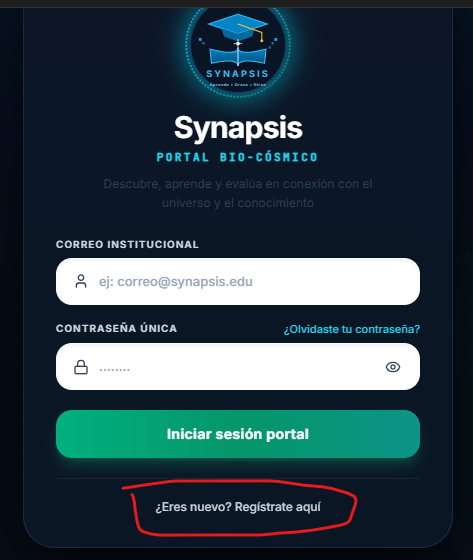 SYNAPSIS
Synapsis
PORTAL BIO-CÓSMICO
Descubre, aprende y evalúa en conexión con el
universo y el conocimiento
CORREO INSTITUCIONAL
ej: correo@synapsis.edu
CONTRASEÑA ÚNICA ¿Olvidaste tu contraseña?
........
Iniciar sesión portal
¿Eres nuevo? Regístrate aquí